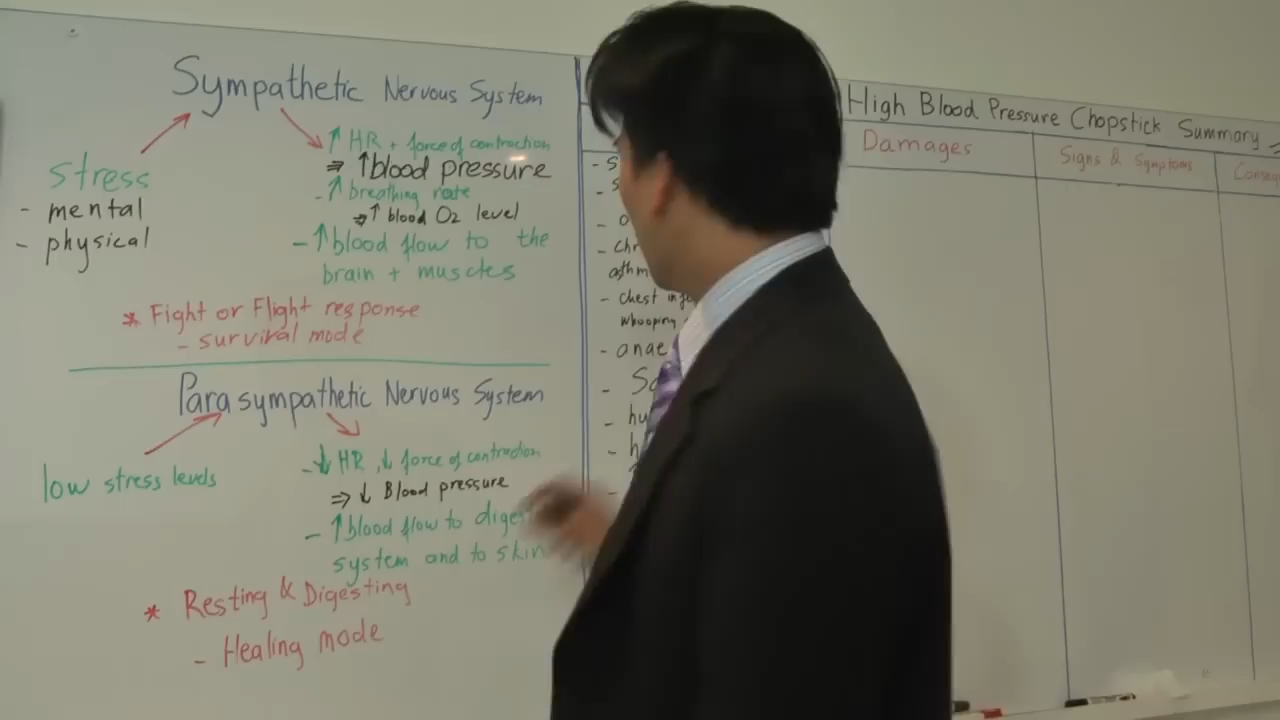 Sympathetic Nervous System
stress
- mental
- physical
↑ HR + force of contraction
⇒ ↑blood pressure
- ↑ breathing rate
⇒ ↑ blood O2 level
- ↑blood flow to the
brain + muscles
* Fight or Flight response
- survival mode
Parasympathetic Nervous System
low stress levels
- ↓ HR, ↓ force of contraction
⇒ ↓ Blood pressure
- ↑blood flow to
system and to skin
* Resting & Digesting
- Healing mode
- chest
whooping
High Blood Pressure Chopstick Summary
Damages
Signs & Symptoms